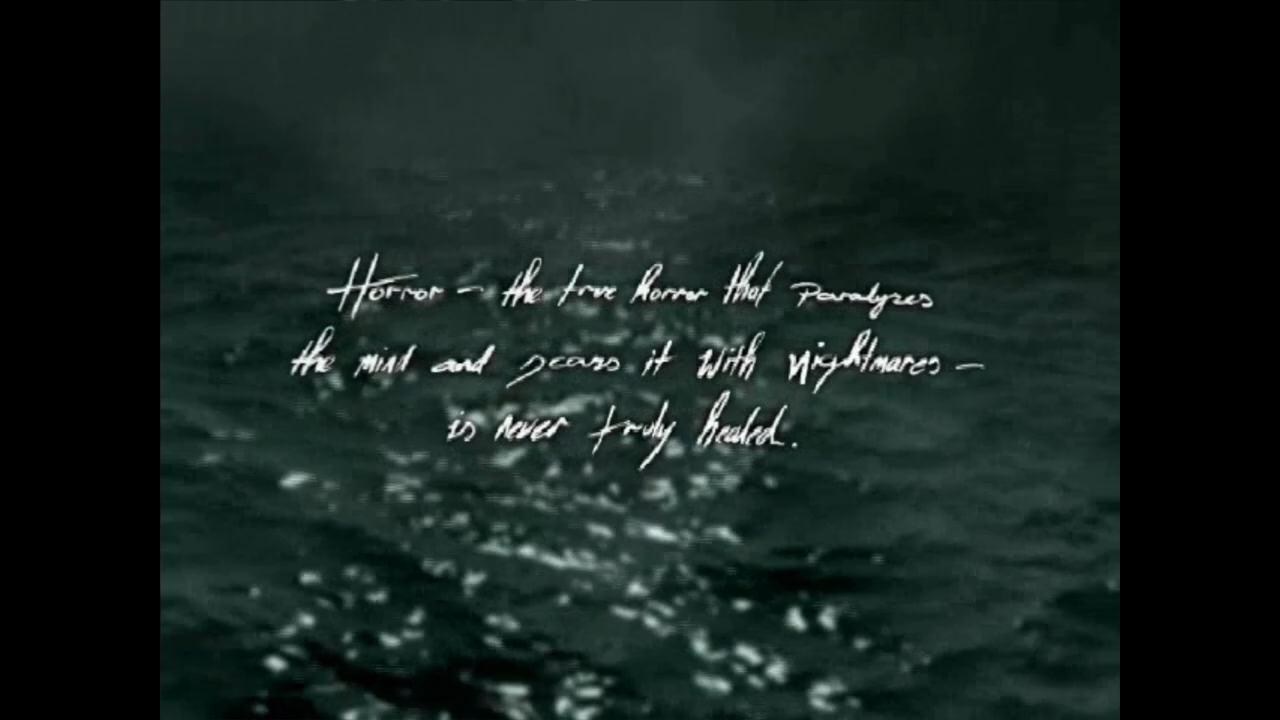 Horror - the true horror that paralyzes
the mind and scars it with nightmares -
is never truly healed.